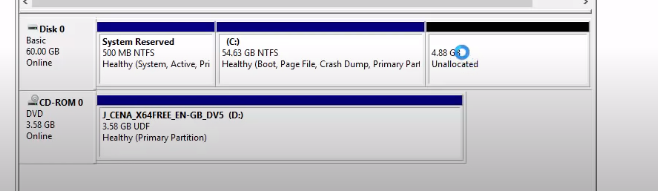 Disk 0
Basic
60.00 GB
Online
System Reserved
500 MB NTFS
Healthy (System, Active, Pri
(C:)
54.63 GB NTFS
Healthy (Boot, Page File, Crash Dump, Primary Part
4.88 GB
Unallocated
CD-ROM 0
DVD
3.58 GB
Online
J_CENA_X64FREE_EN-GB_DV5 (D:)
3.58 GB UDF
Healthy (Primary Partition)